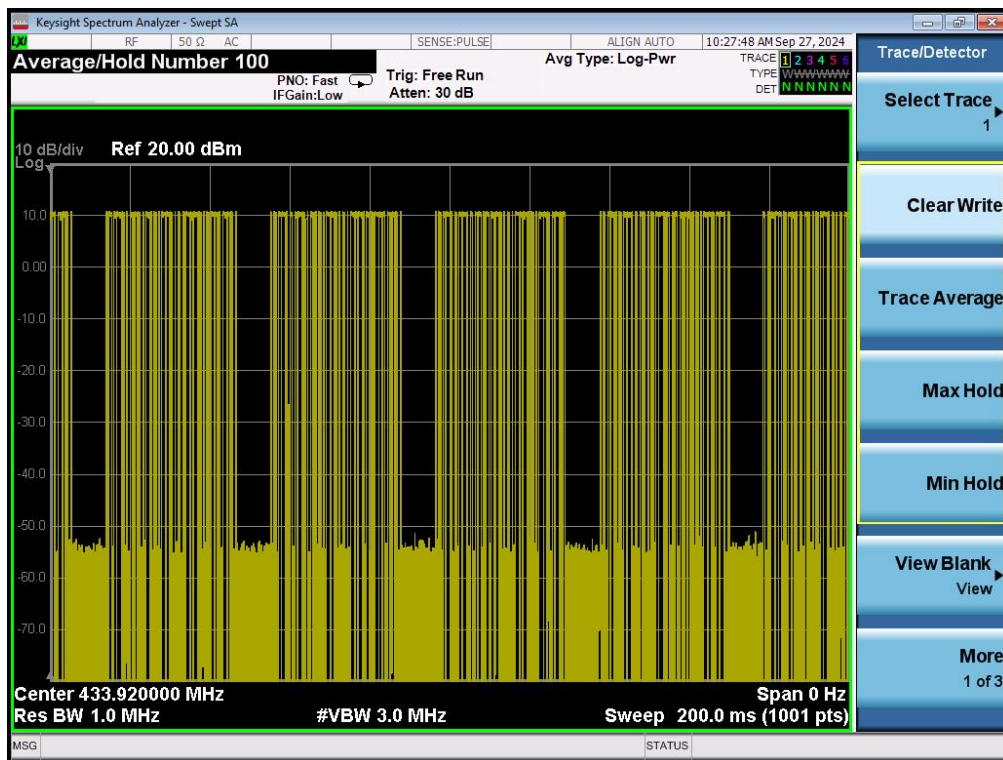 Keysight Spectrum Analyzer - Swept SA
LXI RF 50 Ω AC SENSE:PULSE ALIGN AUTO 10:27:48 AM Sep 27, 2024
Average/Hold Number 100
PNO: Fast
IFGain:Low
Trig: Free Run
Atten: 30 dB
Avg Type: Log-Pwr
TRACE 1 2 3 4 5 6
TYPE WWWWWW
DET N N N N N N
10 dB/div Ref 20.00 dBm
Log
10.0
0.00
-10.0
-20.0
-30.0
-40.0
-50.0
-60.0
-70.0
Center 433.920000 MHz Span 0 Hz
Res BW 1.0 MHz #VBW 3.0 MHz Sweep 200.0 ms (1001 pts)
MSG STATUS
Trace/Detector
Select Trace
1
Clear Write
Trace Average
Max Hold
Min Hold
View Blank
View
More
1 of 3